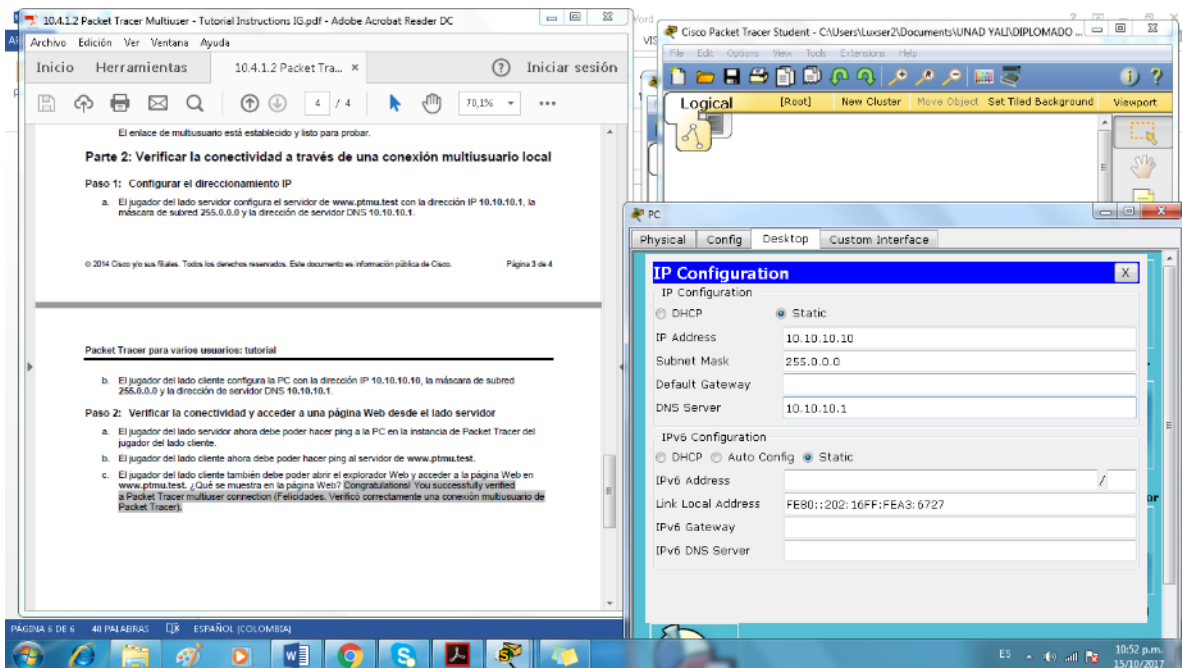 10.4.1.2 Packet Tracer Multiuser - Tutorial Instructions IG.pdf - Adobe Acrobat Reader DC
Archivo Edición Ver Ventana Ayuda
Inicio Herramientas 10.4.1.2 Packet Tra... × ? Iniciar sesión
4 / 4 70,1%
El enlace de multiusuario está establecido y listo para probar.
Parte 2: Verificar la conectividad a través de una conexión multiusuario local
Paso 1: Configurar el direccionamiento IP
a. El jugador del lado servidor configura el servidor de www.ptmu.test con la dirección IP 10.10.10.1, la
máscara de subred 255.0.0.0 y la dirección de servidor DNS 10.10.10.1.
© 2014 Cisco y/o sus filiales. Todos los derechos reservados. Este documento es información pública de Cisco. Página 3 de 4
Packet Tracer para varios usuarios: tutorial
b. El jugador del lado cliente configura la PC con la dirección IP 10.10.10.10, la máscara de subred
255.0.0.0 y la dirección de servidor DNS 10.10.10.1.
Paso 2: Verificar la conectividad y acceder a una página Web desde el lado servidor
a. El jugador del lado servidor ahora debe poder hacer ping a la PC en la instancia de Packet Tracer del
jugador del lado cliente.
b. El jugador del lado cliente ahora debe poder hacer ping al servidor de www.ptmu.test.
c. El jugador del lado cliente también debe poder abrir el explorador Web y acceder a la página Web en
www.ptmu.test. ¿Qué se muestra en la página Web? Congratulations! You successfully verified
a Packet Tracer multiuser connection (Felicidades. Verificó correctamente una conexión multiusuario de
Packet Tracer).
Cisco Packet Tracer Student - C:\Users\Luxser2\Documents\UNAD YALI\DIPLOMADO ...
File Edit Options View Tools Extensions Help
Logical [Root] New Cluster Move Object Set Tiled Background Viewport
PC
Physical Config Desktop Custom Interface
IP Configuration X
IP Configuration
DHCP Static
IP Address 10.10.10.10
Subnet Mask 255.0.0.0
Default Gateway
DNS Server 10.10.10.1
IPv6 Configuration
DHCP Auto Config Static
IPv6 Address /
Link Local Address FE80::202:16FF:FEA3:6727
IPv6 Gateway
IPv6 DNS Server
PÁGINA 6 DE 6 40 PALABRAS ESPAÑOL (COLOMBIA)
ES 10:52 p.m.
15/10/2017